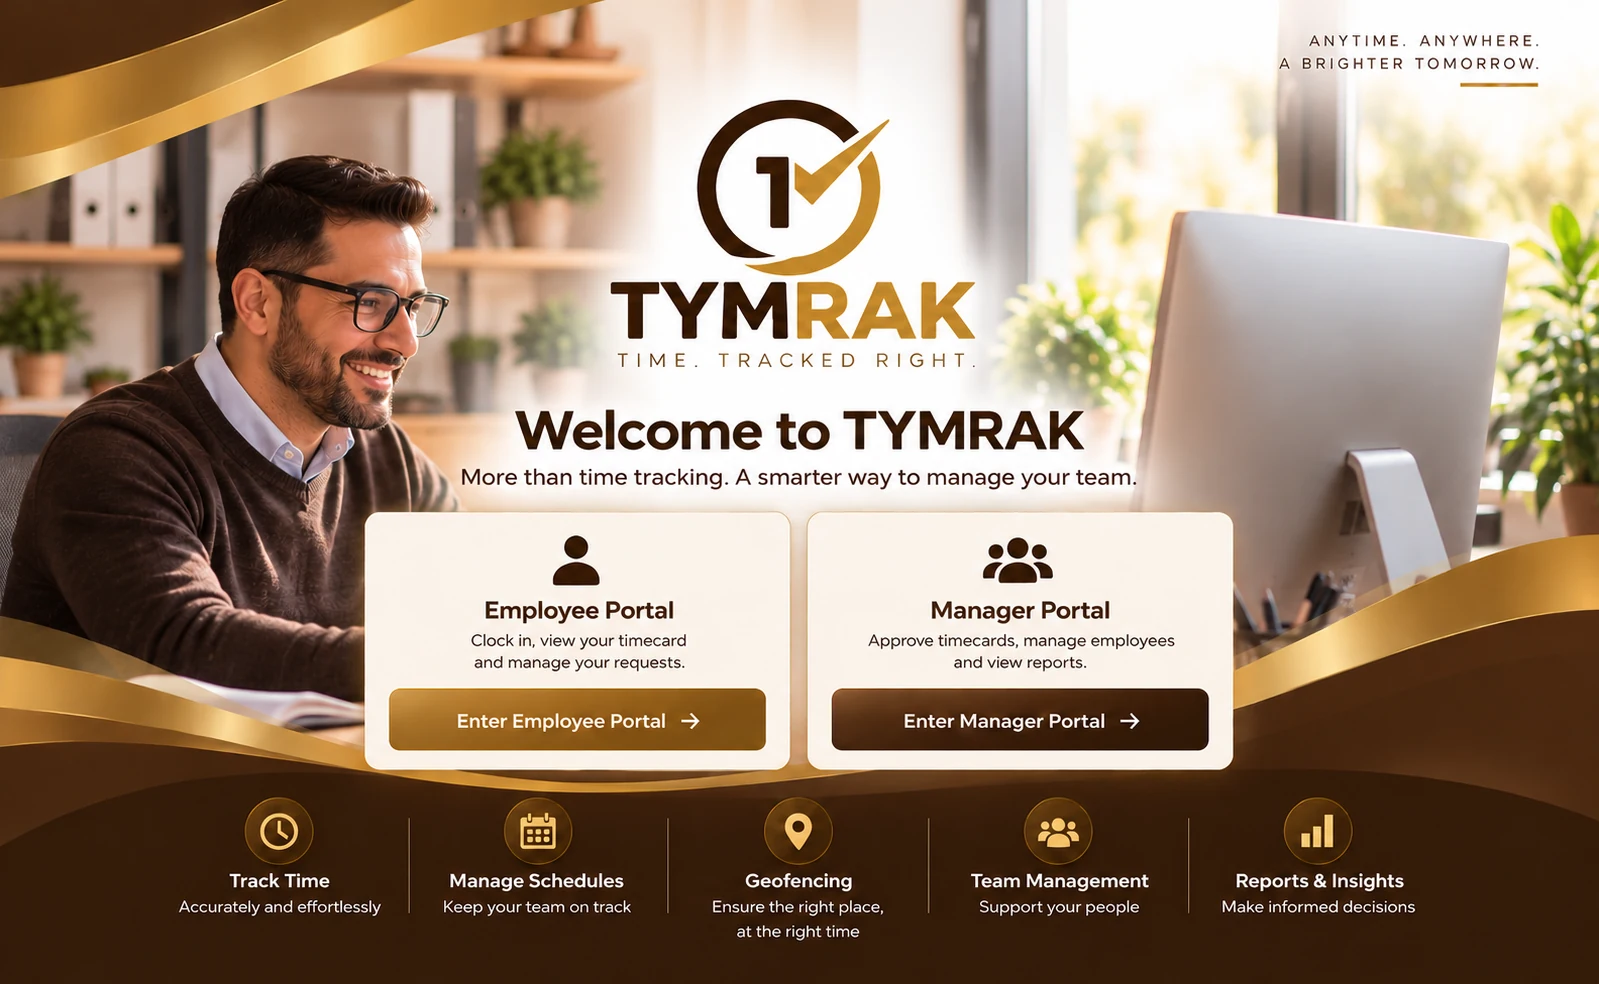 ANYTIME. ANYWHERE.
A BRIGHTER TOMORROW.
1
TYMRAK
TIME. TRACKED RIGHT.
Welcome to TYMRAK
More than time tracking. A smarter way to manage your team.
Employee Portal
Clock in, view your timecard
and manage your requests.
Enter Employee Portal →
Manager Portal
Approve timecards, manage employees
and view reports.
Enter Manager Portal →
Track Time
Accurately and effortlessly
Manage Schedules
Keep your team on track
Geofencing
Ensure the right place,
at the right time
Team Management
Support your people
Reports & Insights
Make informed decisions